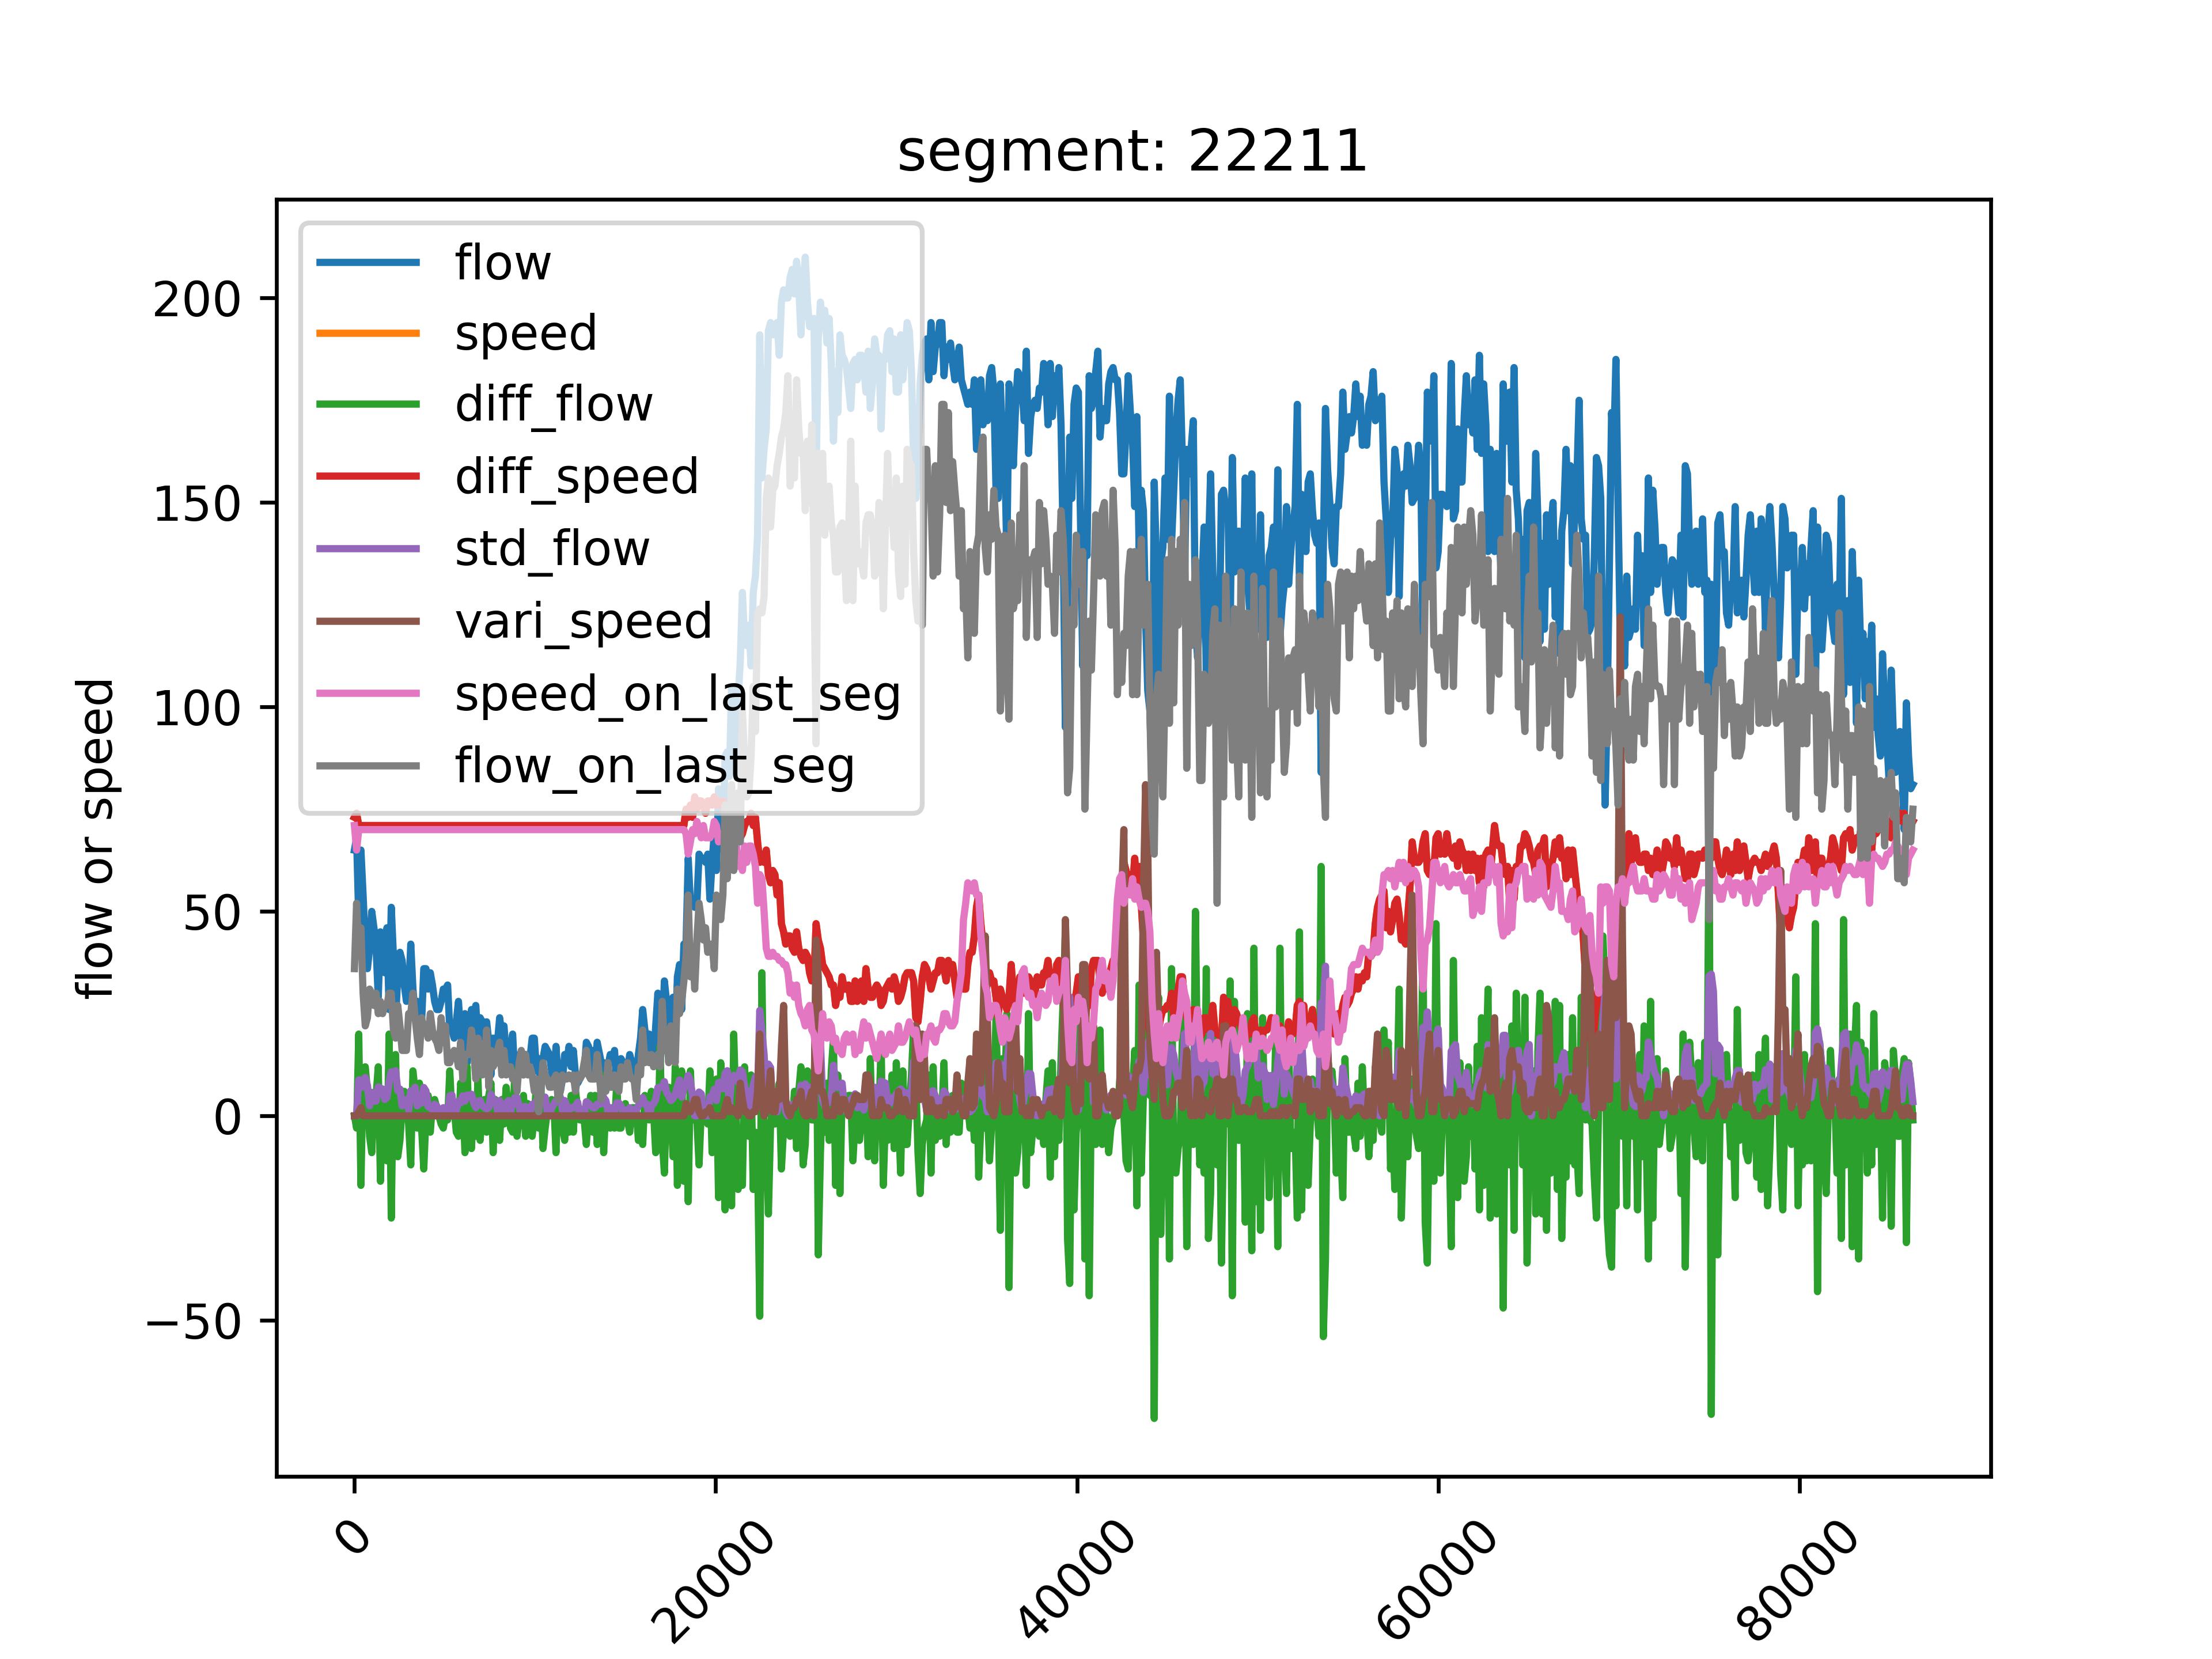 segment: 22211
flow
speed
diff_flow
diff_speed
std_flow
vari_speed
speed_on_last_seg
flow_on_last_seg
flow or speed
200
150
100
50
0
−50
0
20000
40000
60000
80000